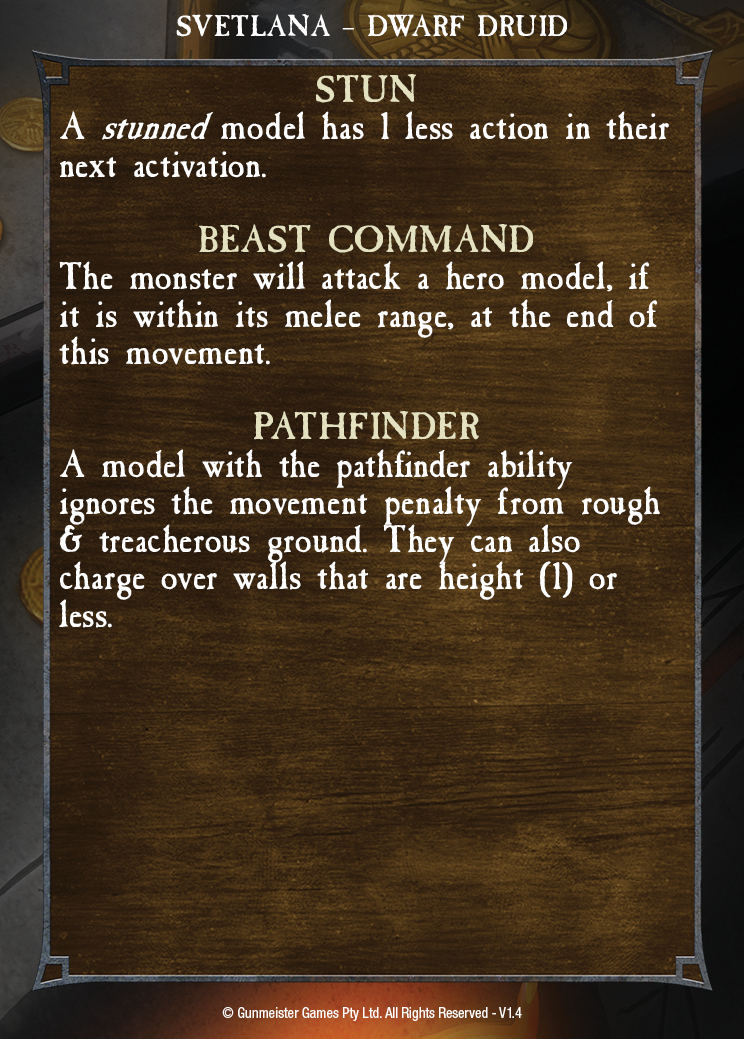 SVETLANA – DWARF DRUID
STUN
A stunned model has 1 less action in their
next activation.
BEAST COMMAND
The monster will attack a hero model, if
it is within its melee range, at the end of
this movement.
PATHFINDER
A model with the pathfinder ability
ignores the movement penalty from rough
& treacherous ground. They can also
charge over walls that are height (1) or
less.
© Gunmeister Games Pty Ltd. All Rights Reserved - V1.4